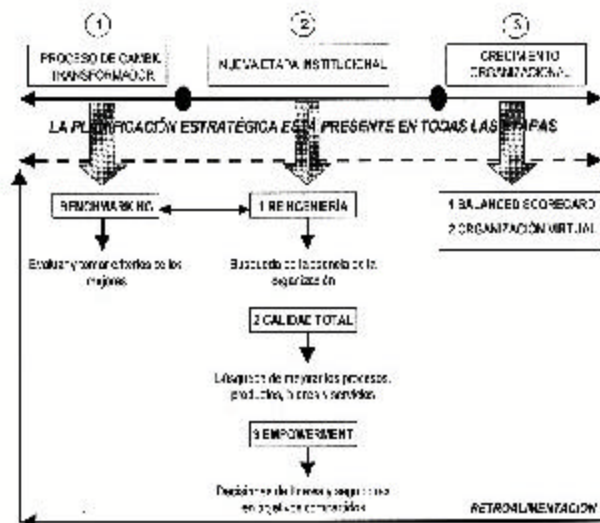 1
2
3
PROCESO DE CAMBIO
TRANSFORMADOR
NUEVA ETAPA INSTITUCIONAL
CRECIMIENTO
ORGANIZACIONAL
LA PLANIFICACIÓN ESTRATÉGICA ESTÁ PRESENTE EN TODAS LAS ETAPAS
BENCHMARKING
1 REINGENIERÍA
1 BALANCED SCORECARD
2 ORGANIZACIÓN VIRTUAL
Evaluar y tomar criterios de los
mejores
Búsqueda de la esencia de la
organización
2 CALIDAD TOTAL
Búsqueda de mejorar los procesos,
productos, bienes y servicios
3 EMPOWERMENT
Decisiones de líderes y seguidores
en objetivos compartidos
RETROALIMENTACIÓN